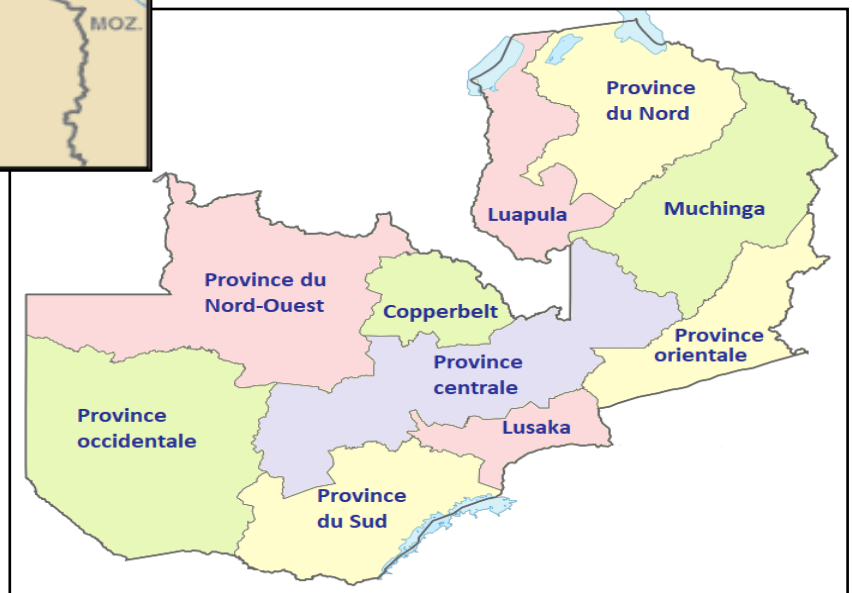 MOZ.
Province
du Nord
Luapula
Muchinga
Province du
Nord-Ouest
Copperbelt
Province
orientale
Province
centrale
Province
occidentale
Lusaka
Province
du Sud